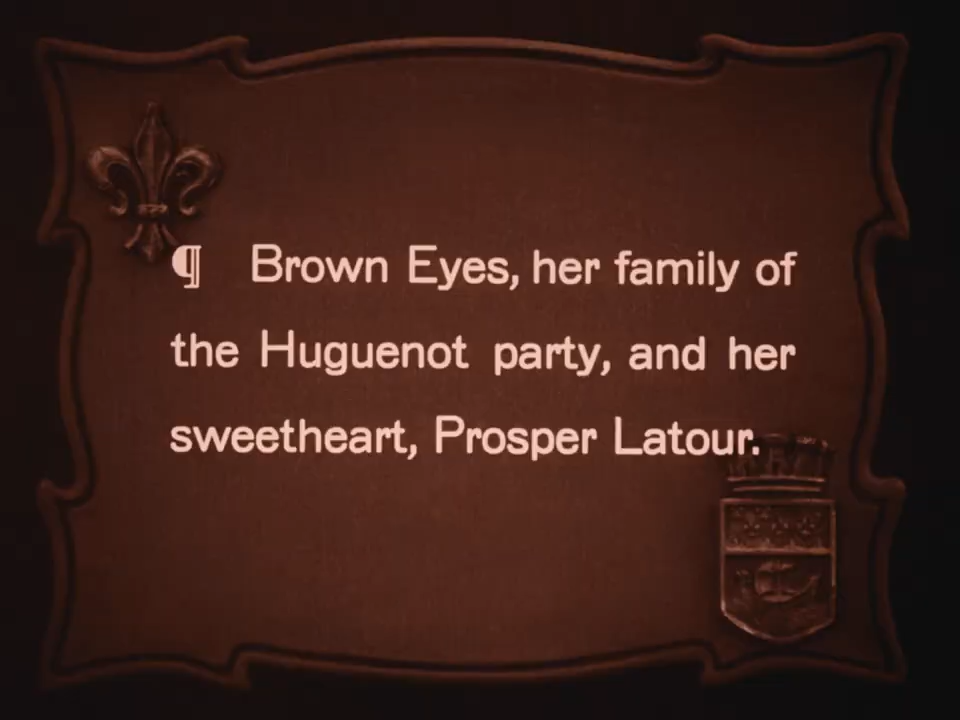 ¶ Brown Eyes, her family of
the Huguenot party, and her
sweetheart, Prosper Latour.